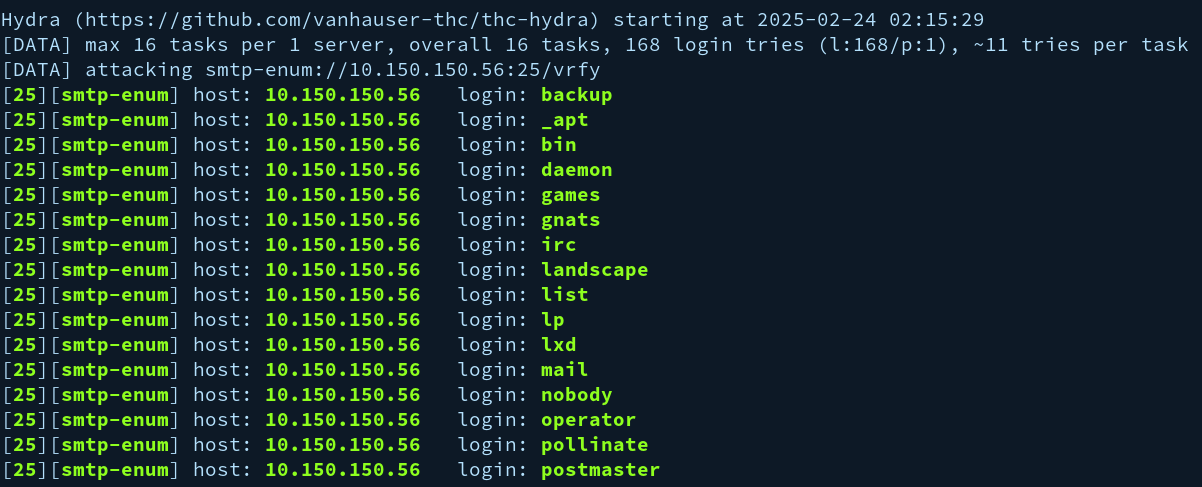 Hydra (https://github.com/vanhauser-thc/thc-hydra) starting at 2025-02-24 02:15:29
[DATA] max 16 tasks per 1 server, overall 16 tasks, 168 login tries (l:168/p:1), ~11 tries per task
[DATA] attacking smtp-enum://10.150.150.56:25/vrfy
[25][smtp-enum] host: 10.150.150.56   login: backup
[25][smtp-enum] host: 10.150.150.56   login: _apt
[25][smtp-enum] host: 10.150.150.56   login: bin
[25][smtp-enum] host: 10.150.150.56   login: daemon
[25][smtp-enum] host: 10.150.150.56   login: games
[25][smtp-enum] host: 10.150.150.56   login: gnats
[25][smtp-enum] host: 10.150.150.56   login: irc
[25][smtp-enum] host: 10.150.150.56   login: landscape
[25][smtp-enum] host: 10.150.150.56   login: list
[25][smtp-enum] host: 10.150.150.56   login: lp
[25][smtp-enum] host: 10.150.150.56   login: lxd
[25][smtp-enum] host: 10.150.150.56   login: mail
[25][smtp-enum] host: 10.150.150.56   login: nobody
[25][smtp-enum] host: 10.150.150.56   login: operator
[25][smtp-enum] host: 10.150.150.56   login: pollinate
[25][smtp-enum] host: 10.150.150.56   login: postmaster